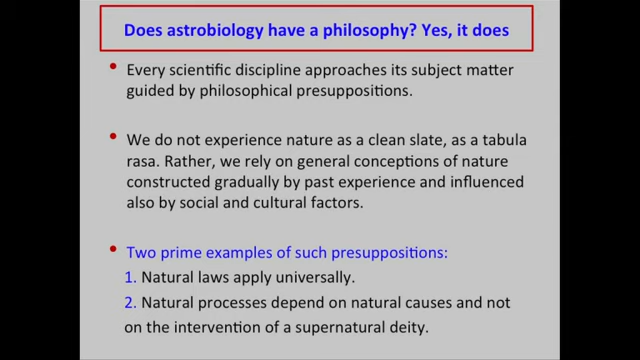 Does astrobiology have a philosophy? Yes, it does
• Every scientific discipline approaches its subject matter
guided by philosophical presuppositions.
• We do not experience nature as a clean slate, as a tabula
rasa. Rather, we rely on general conceptions of nature
constructed gradually by past experience and influenced
also by social and cultural factors.
• Two prime examples of such presuppositions:
1. Natural laws apply universally.
2. Natural processes depend on natural causes and not
on the intervention of a supernatural deity.